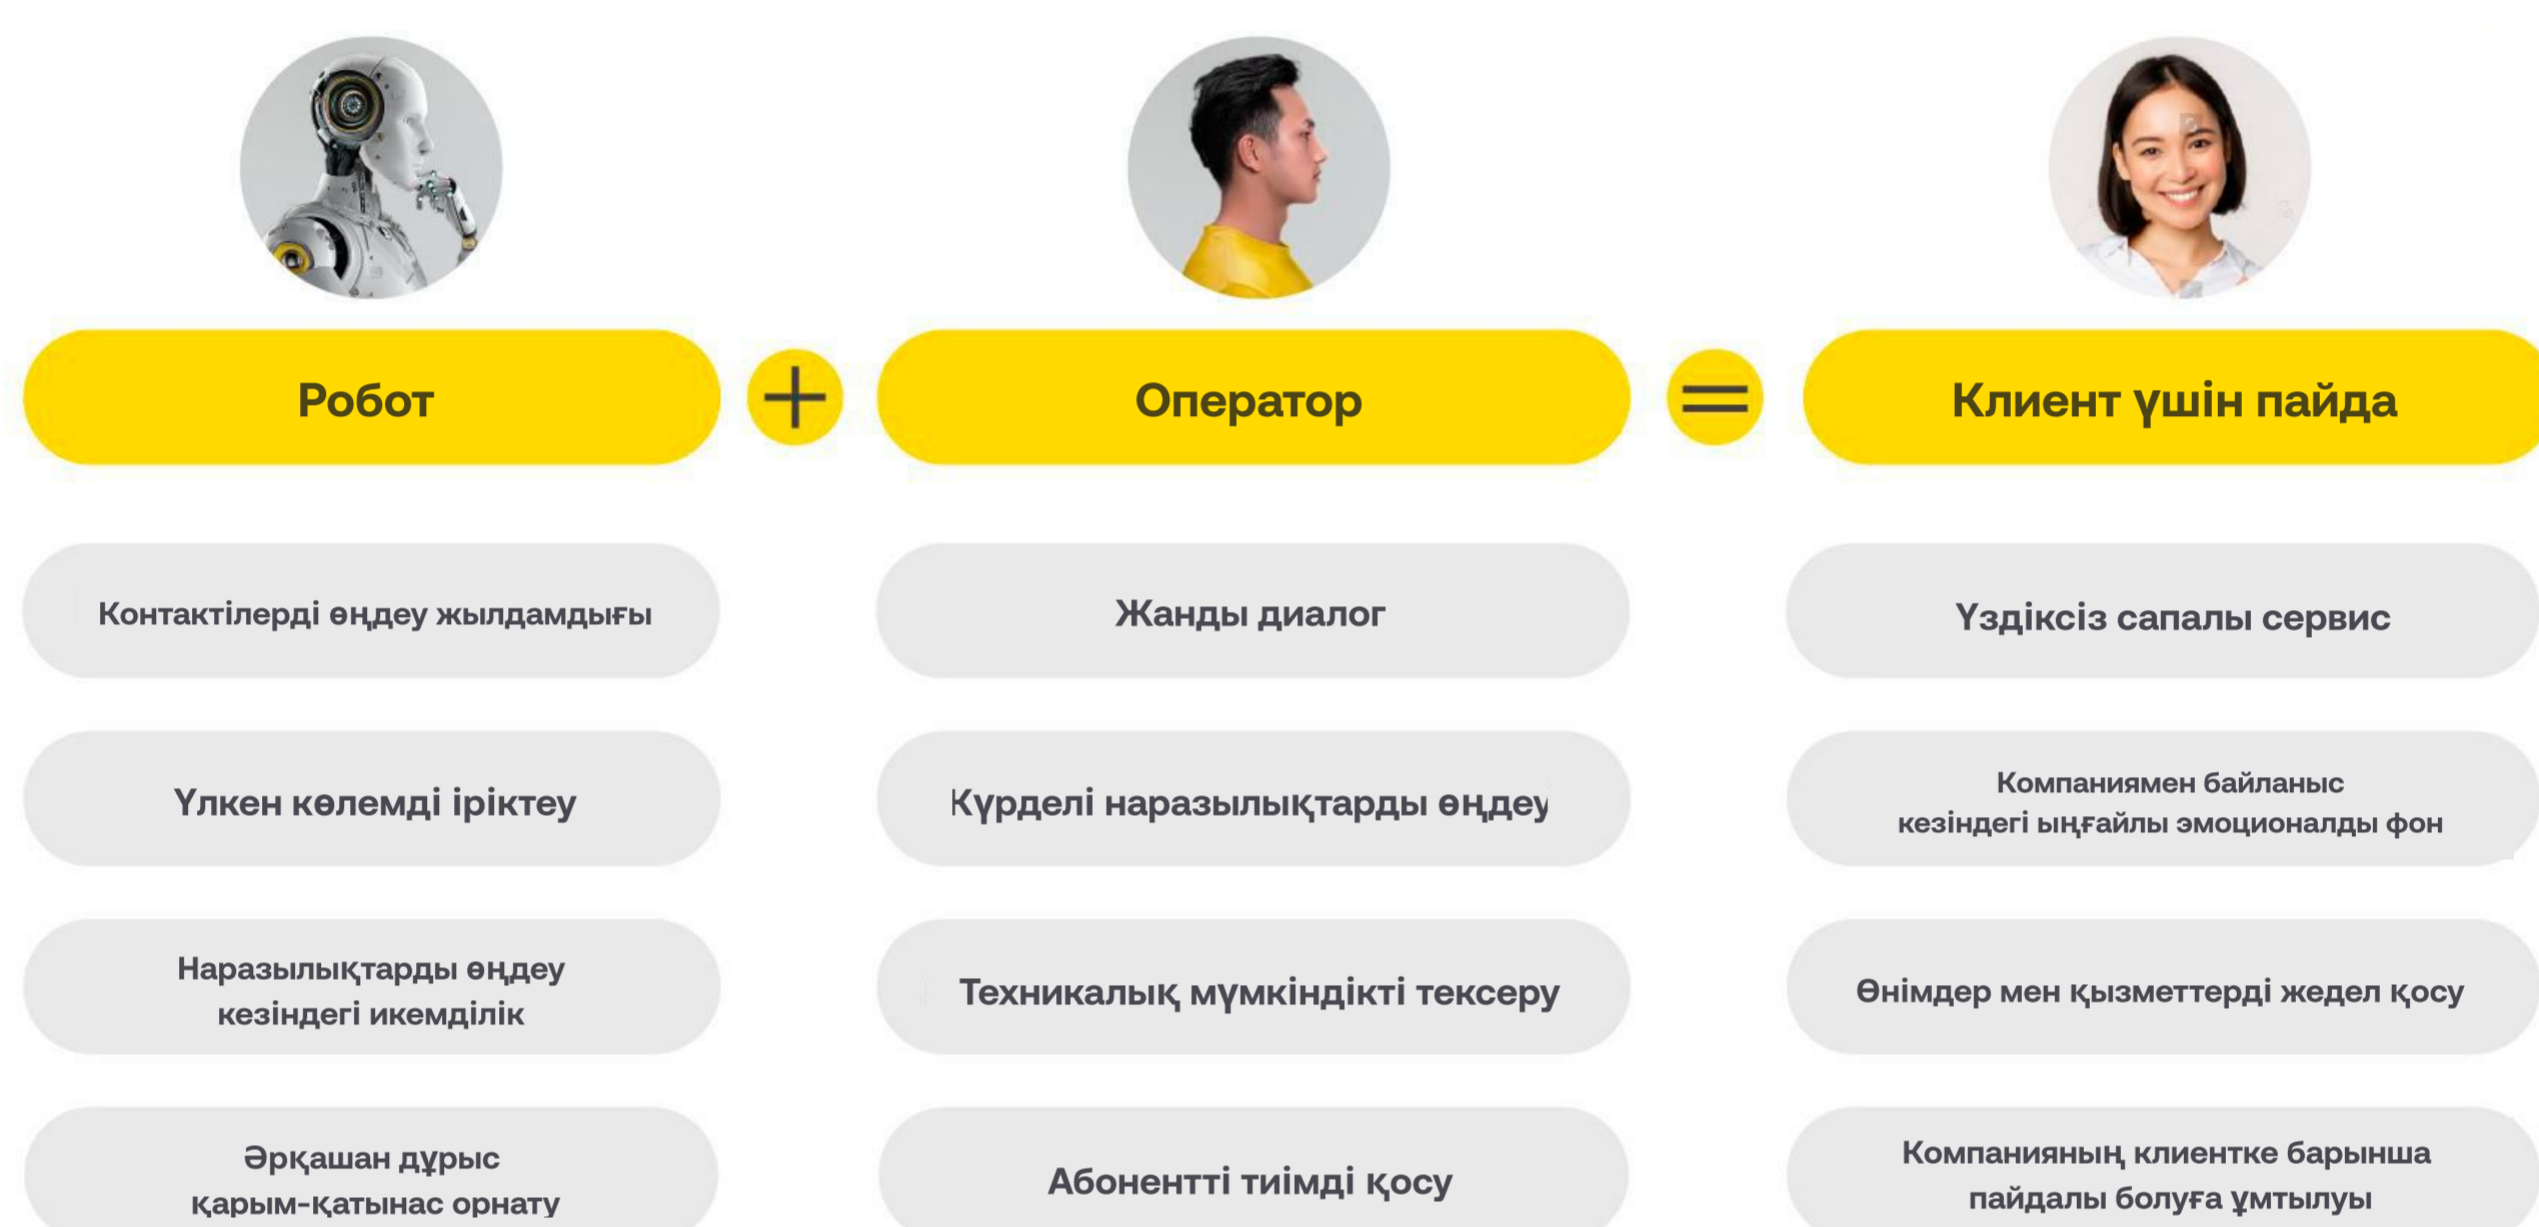 Робот
+
Оператор
=
Клиент үшін пайда
Контактілерді өңдеу жылдамдығы
Жанды диалог
Үздіксіз сапалы сервис
Үлкен көлемді іріктеу
Күрделі наразылықтарды өңдеу
Компаниямен байланыс
кезіндегі ыңғайлы эмоционалды фон
Наразылықтарды өңдеу
кезіндегі икемділік
Техникалық мүмкіндікті тексеру
Өнімдер мен қызметтерді жедел қосу
Әрқашан дұрыс
қарым-қатынас орнату
Абонентті тиімді қосу
Компанияның клиентке барынша
пайдалы болуға ұмтылуы